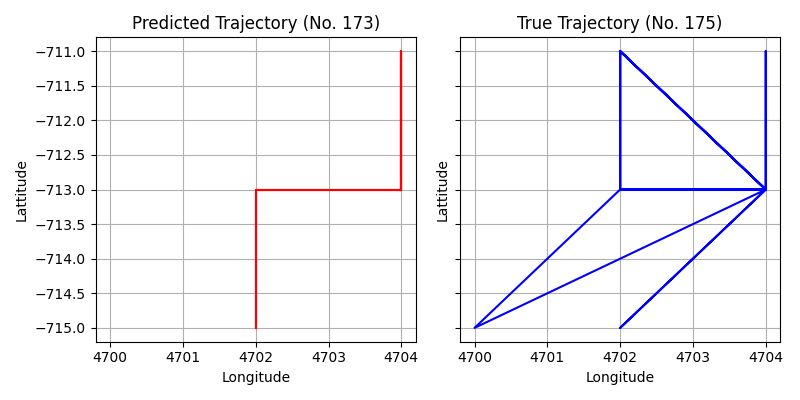 Predicted Trajectory (No. 173)
True Trajectory (No. 175)
−711.0
−711.5
−712.0
−712.5
−713.0
−713.5
−714.0
−714.5
−715.0
Lattitude
Lattitude
4700 4701 4702 4703 4704
4700 4701 4702 4703 4704
Longitude
Longitude